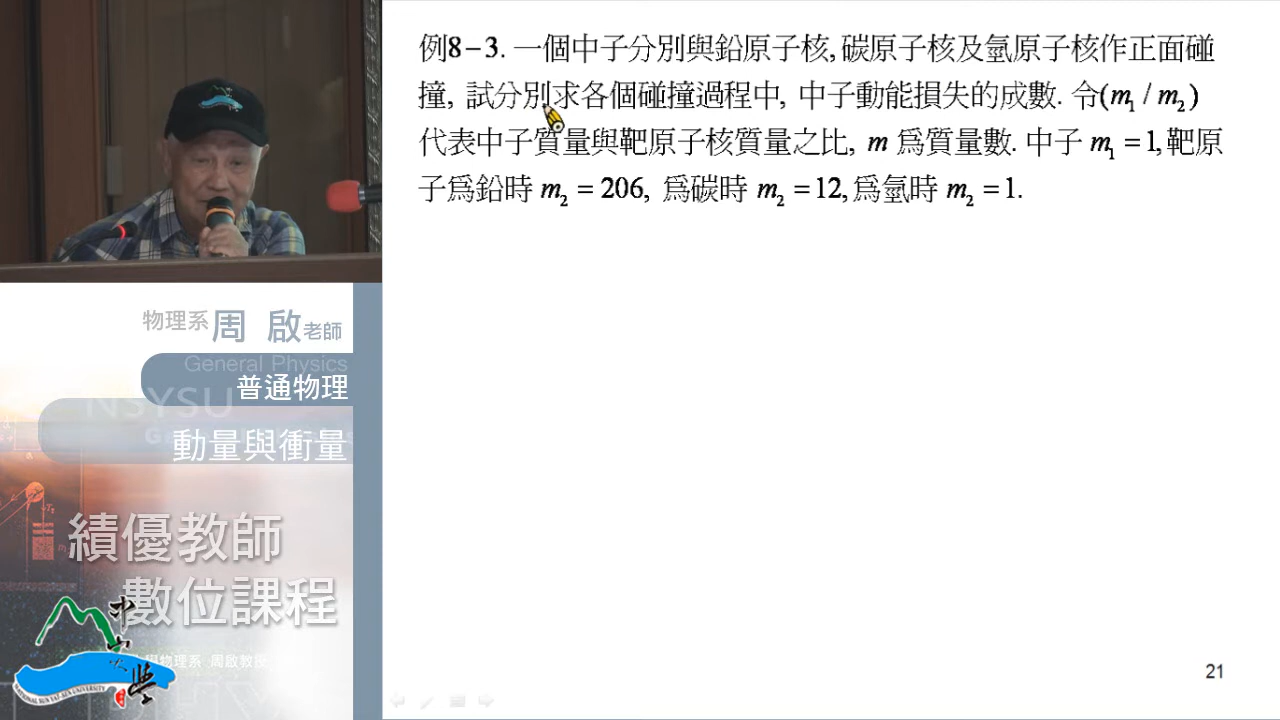 例8－3. 一個中子分別與鉛原子核, 碳原子核及氫原子核作正面碰
撞, 試分別求各個碰撞過程中, 中子動能損失的成數. 令(m₁ / m₂)
代表中子質量與靶原子核質量之比, m 爲質量數. 中子 m₁ = 1, 靶原
子爲鉛時 m₂ = 206, 爲碳時 m₂ = 12, 爲氫時 m₂ = 1.
物理系 周 啟 老師
General Physics
普通物理
NSYSU
動量與衝量
績優教師
數位課程
物理系 周啟教授
NATIONAL SUN YAT-SEN UNIVERSITY
21